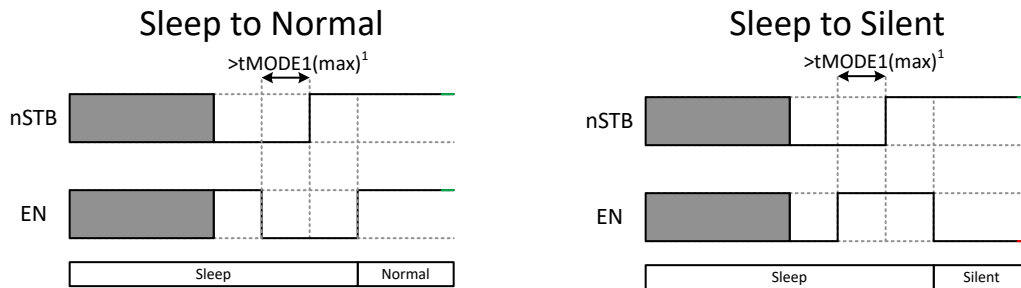 Sleep to Normal
>tMODE1(max)¹
nSTB
EN
Sleep
Normal
Sleep to Silent
>tMODE1(max)¹
nSTB
EN
Sleep
Silent